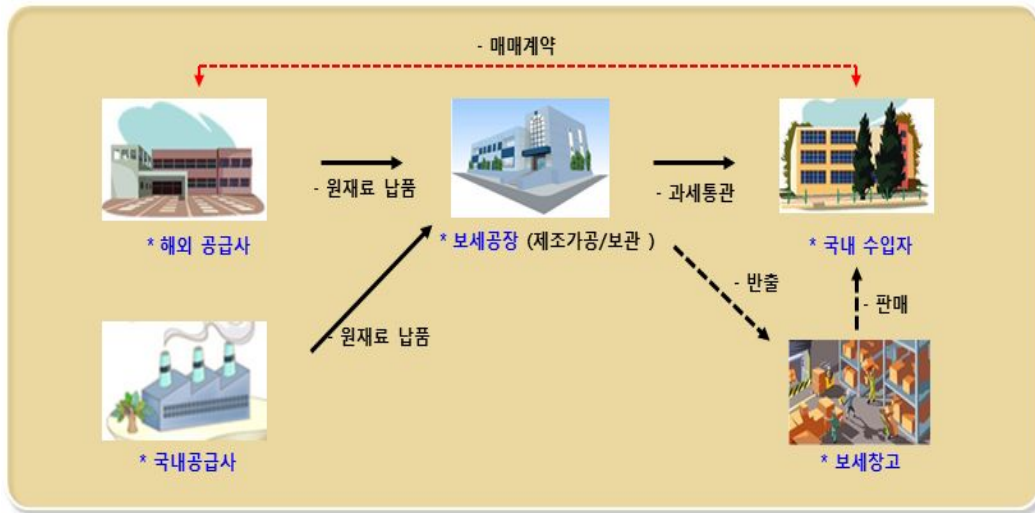 - 매매계약
- 원재료 납품
- 과세통관
* 해외 공급사
* 보세공장 (제조가공/보관 )
* 국내 수입자
- 반출
- 판매
- 원재료 납품
* 국내공급사
* 보세창고